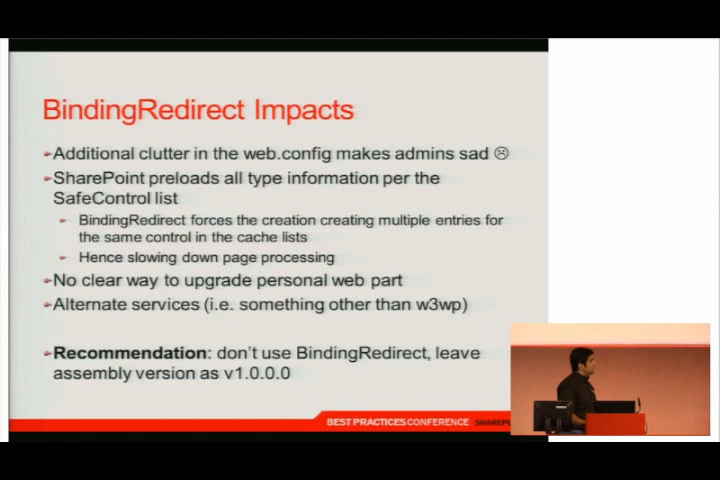 BindingRedirect Impacts
Additional clutter in the web.config makes admins sad ☹
SharePoint preloads all type information per the
SafeControl list
BindingRedirect forces the creation creating multiple entries for
the same control in the cache lists
Hence slowing down page processing
No clear way to upgrade personal web part
Alternate services (i.e. something other than w3wp)
Recommendation: don't use BindingRedirect, leave
assembly version as v1.0.0.0
BEST PRACTICES CONFERENCE